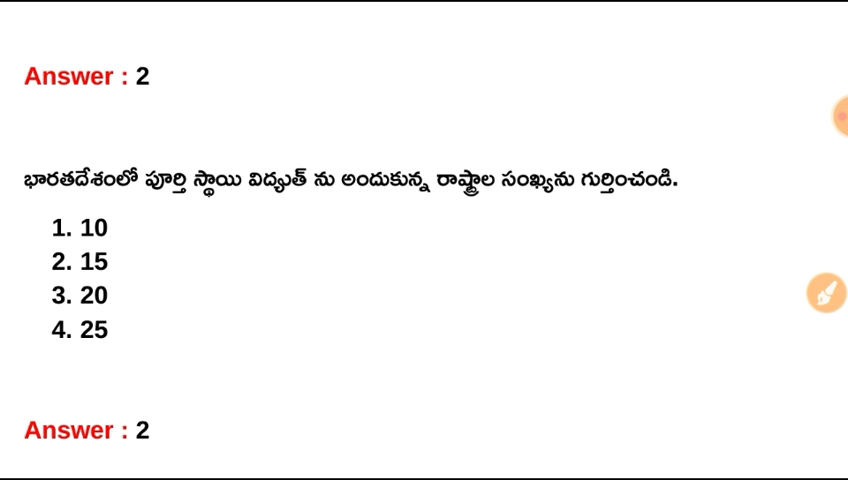 Answer : 2
భారతదేశంలో పూర్తి స్థాయి విద్యుత్ ను అందుకున్న రాష్ట్రాల సంఖ్యను గుర్తించండి.
1. 10
2. 15
3. 20
4. 25
Answer : 2